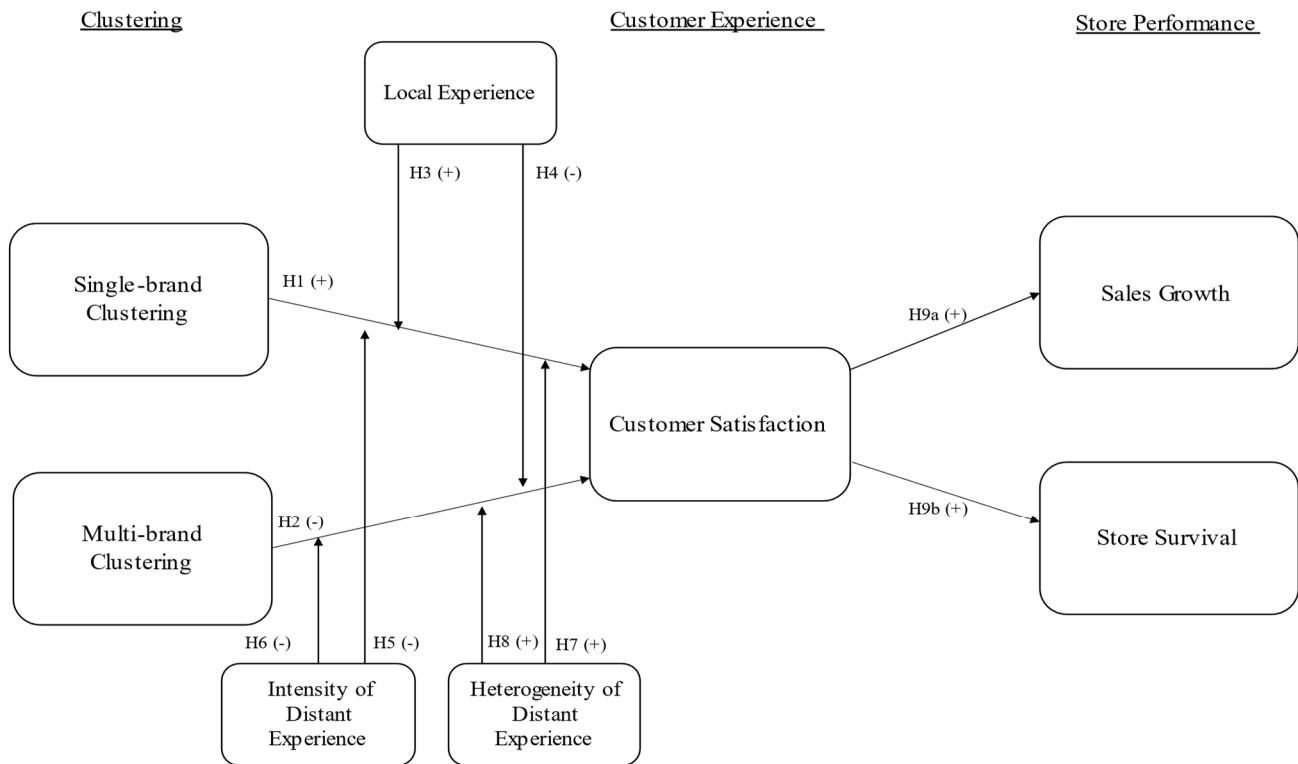 Clustering
Customer Experience
Store Performance
Local Experience
H3 (+)
H4 (-)
Single-brand
Clustering
H1 (+)
Sales Growth
H9a (+)
Customer Satisfaction
Multi-brand
Clustering
H2 (-)
H9b (+)
Store Survival
H6 (-)
H5 (-)
H8 (+)
H7 (+)
Intensity of
Distant
Experience
Heterogeneity of
Distant
Experience